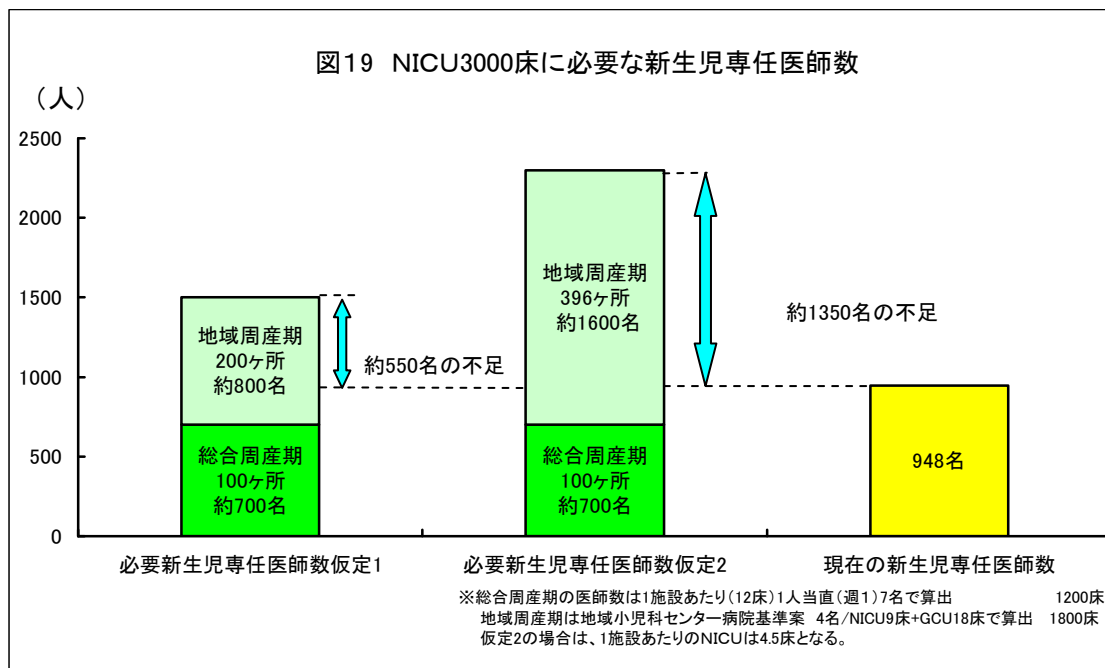 図19 NICU3000床に必要な新生児専任医師数
（人）
2500
2000
1500
1000
500
0
地域周産期
200ヶ所
約800名
総合周産期
100ヶ所
約700名
約550名の不足
地域周産期
396ヶ所
約1600名
総合周産期
100ヶ所
約700名
約1350名の不足
948名
必要新生児専任医師数仮定1
必要新生児専任医師数仮定2
現在の新生児専任医師数
※総合周産期の医師数は1施設あたり（12床）1人当直（週1）7名で算出 1200床
地域周産期は地域小児科センター病院基準案 4名/NICU9床+GCU18床で算出 1800床
仮定2の場合は、1施設あたりのNICUは4.5床となる。